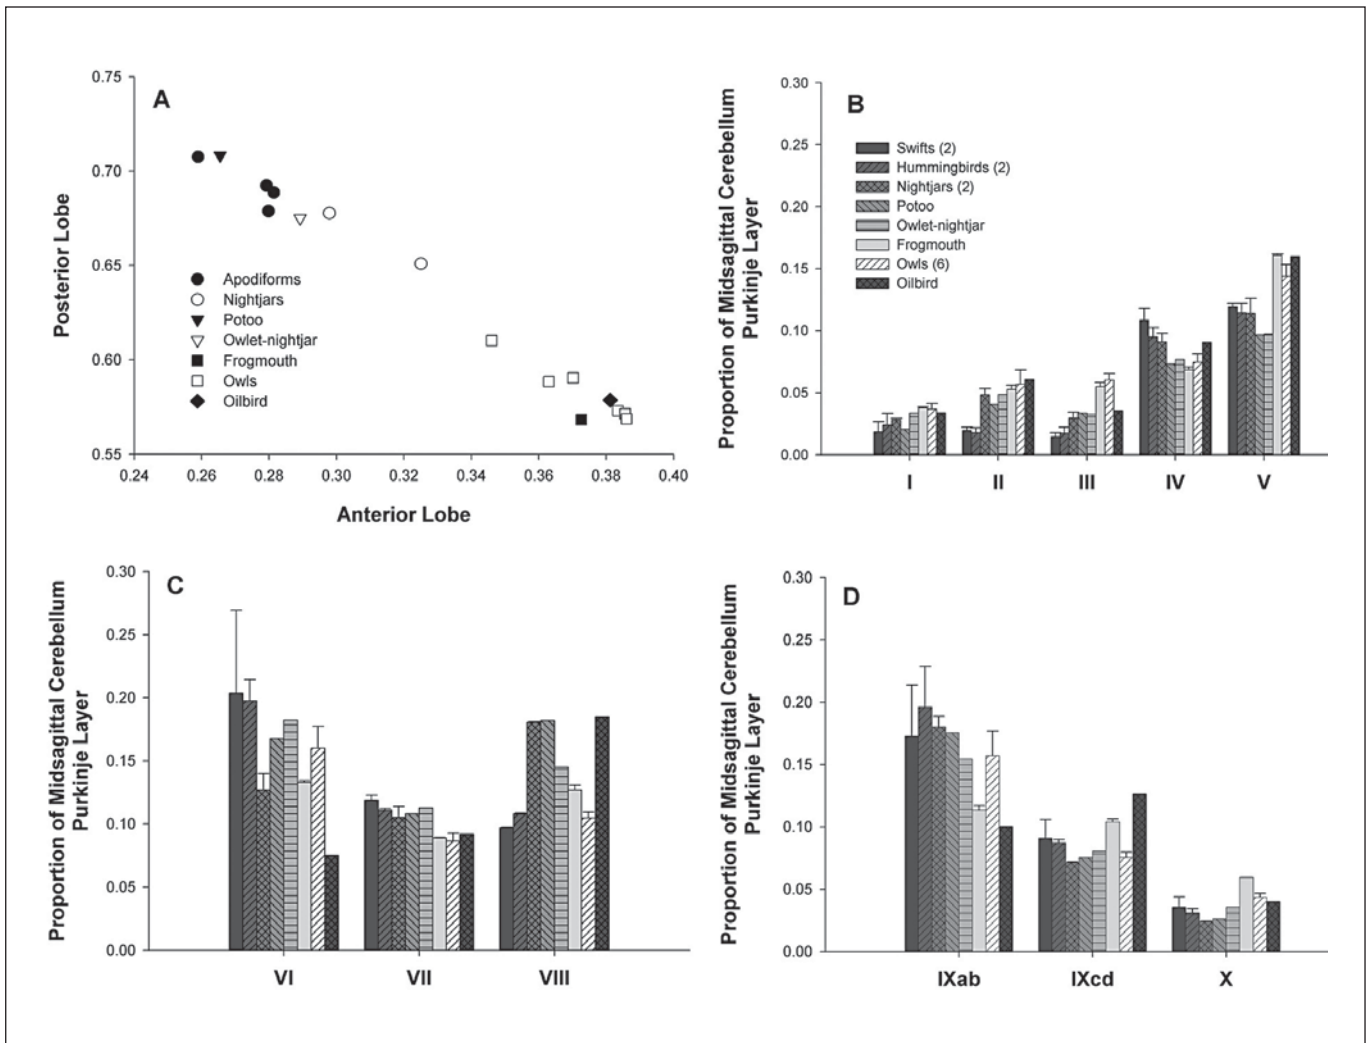 A
0.75
0.70
0.65
0.60
0.55
Posterior Lobe
Apodiforms
Nightjars
Potoo
Owlet-nightjar
Frogmouth
Owls
Oilbird
0.24
0.26
0.28
0.30
0.32
0.34
0.36
0.38
0.40
Anterior Lobe
B
0.30
0.25
0.20
0.15
0.10
0.05
0.00
Proportion of Midsagittal Cerebellum
Purkinje Layer
Swifts (2)
Hummingbirds (2)
Nightjars (2)
Potoo
Owlet-nightjar
Frogmouth
Owls (6)
Oilbird
I
II
III
IV
V
C
0.30
0.25
0.20
0.15
0.10
0.05
0.00
Proportion of Midsagittal Cerebellum
Purkinje Layer
VI
VII
VIII
D
0.30
0.25
0.20
0.15
0.10
0.05
0.00
Proportion of Midsagittal Cerebellum
Purkinje Layer
IXab
IXcd
X